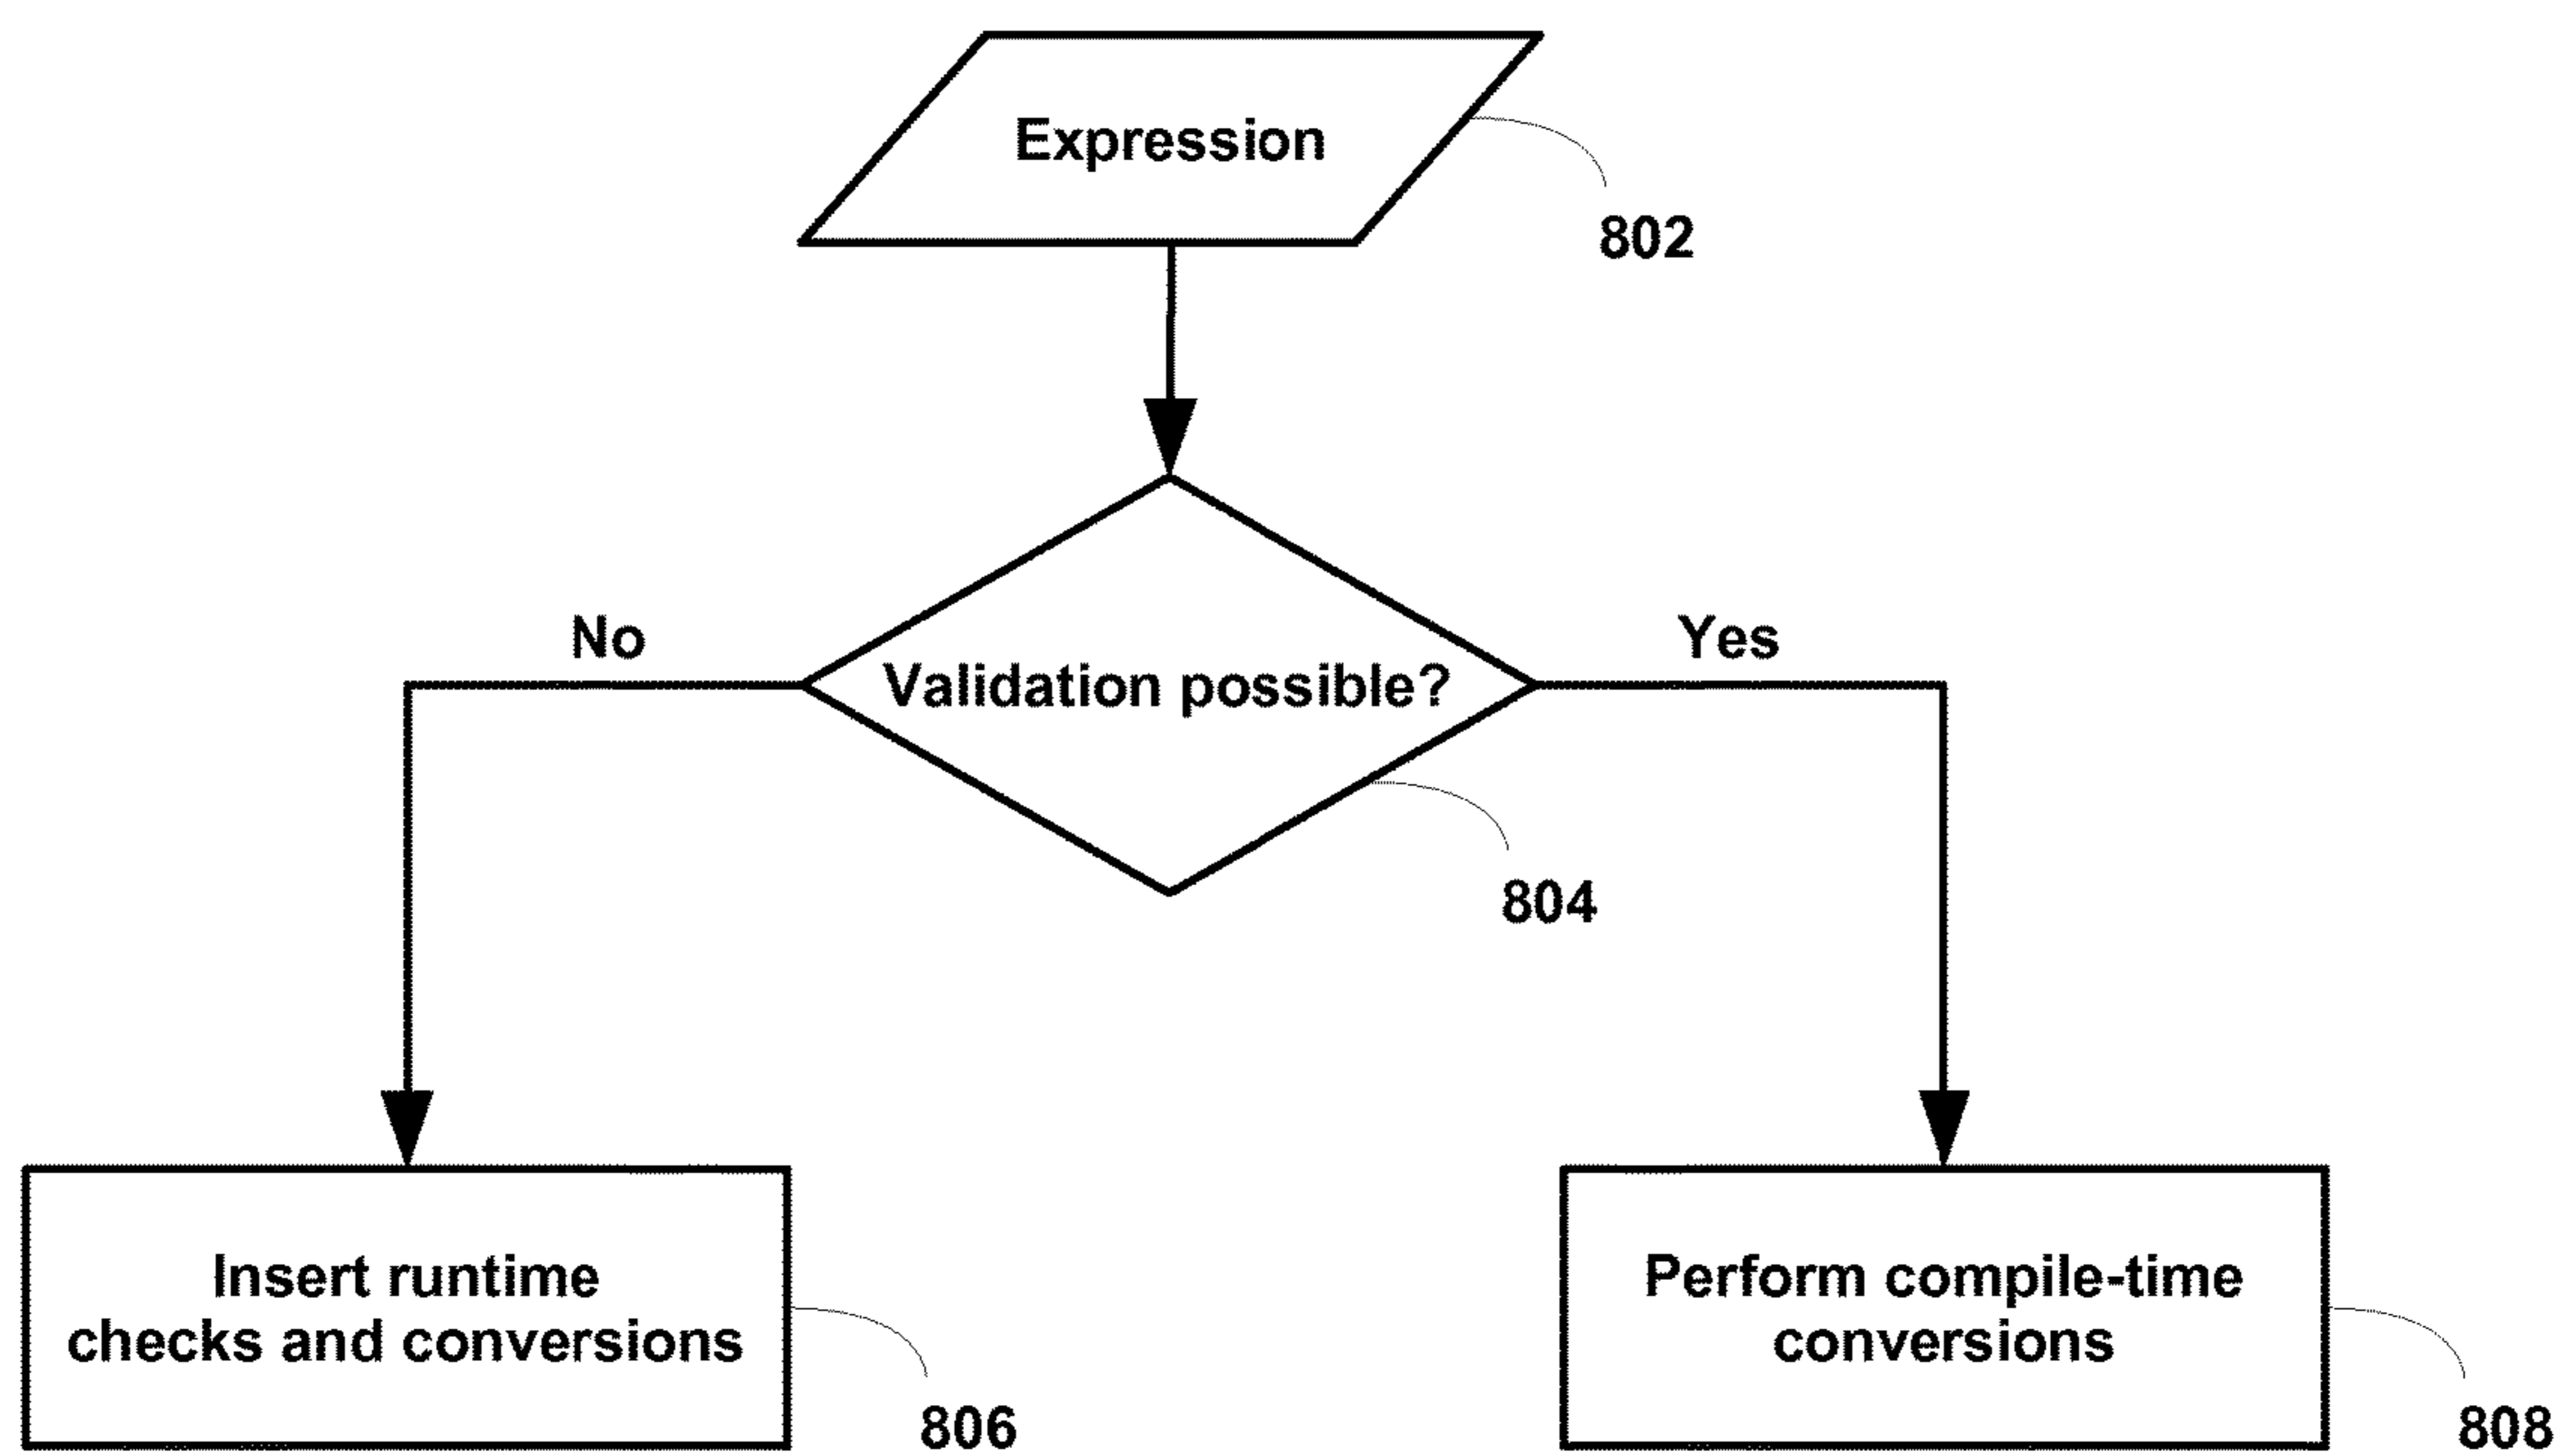 Expression
802
No
Yes
Validation possible?
804
Insert runtime
checks and conversions
806
Perform compile-time
conversions
808